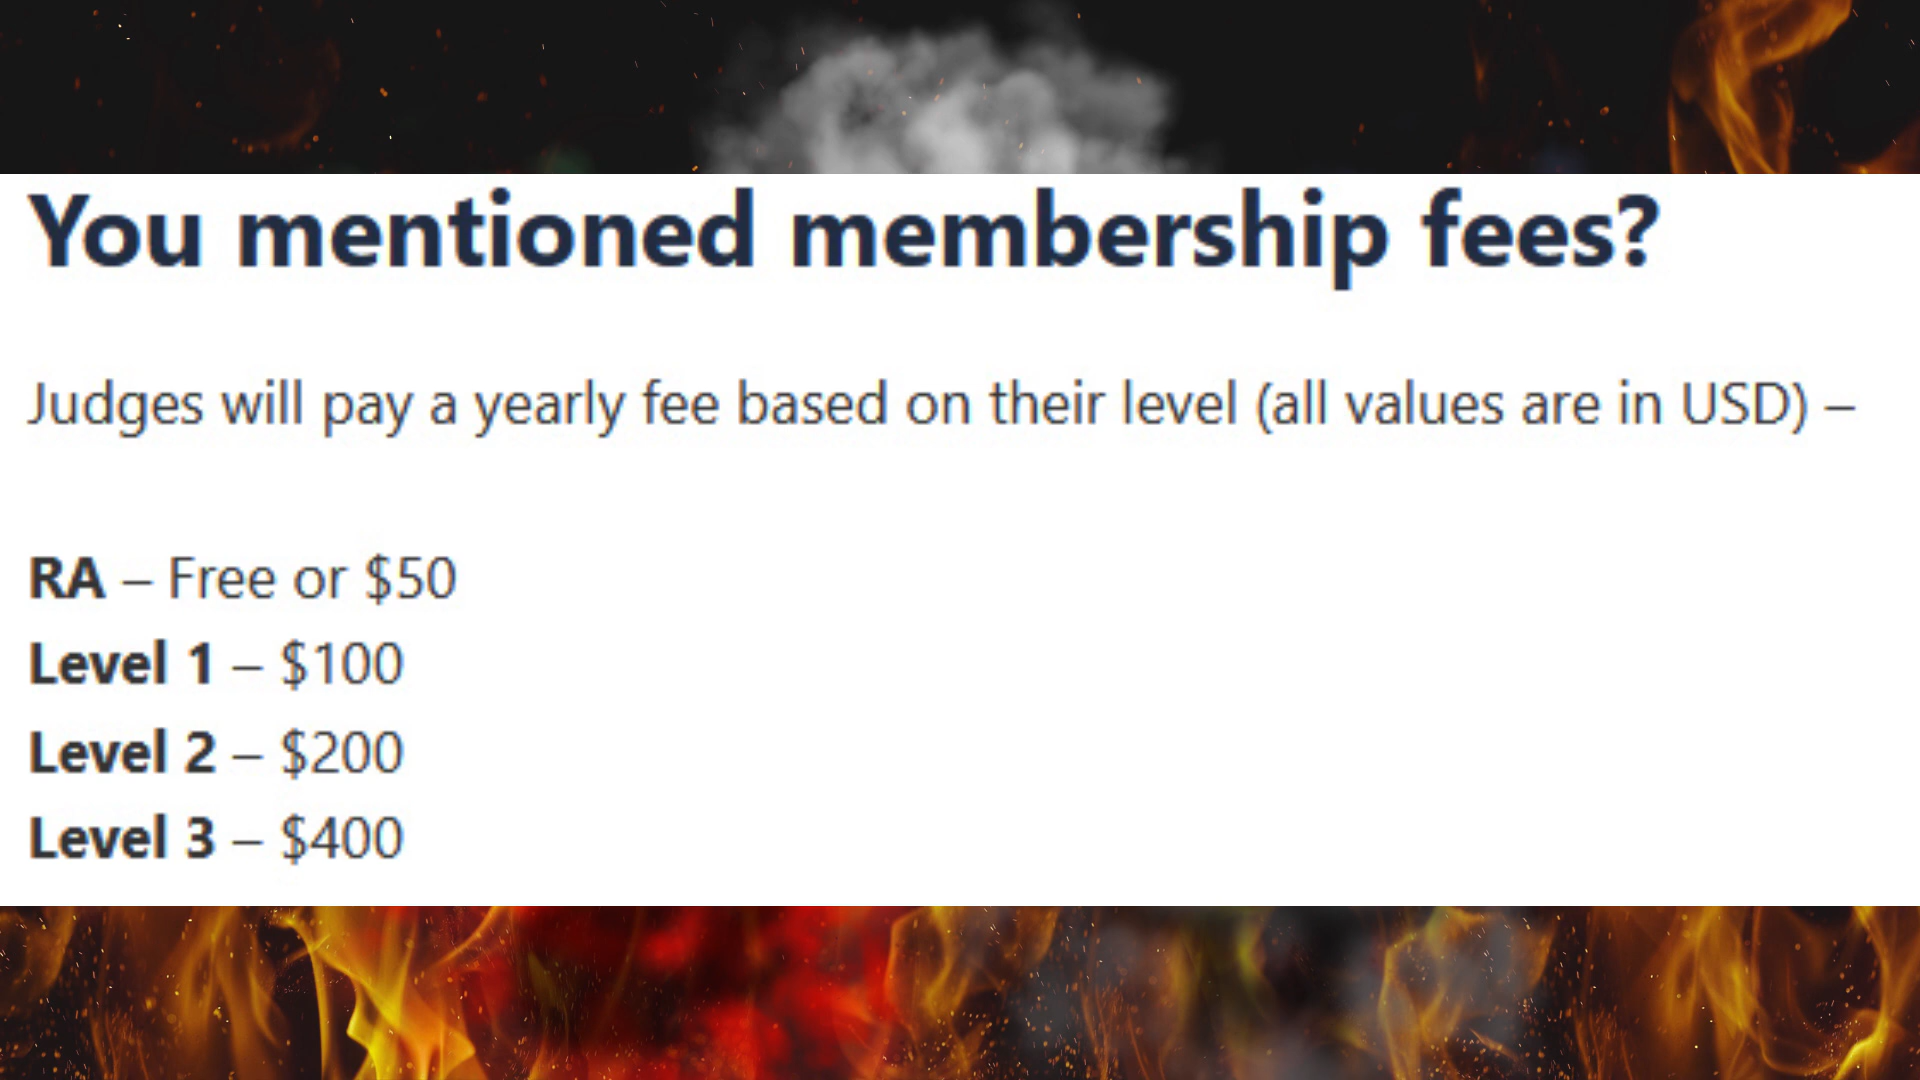 You mentioned membership fees?
Judges will pay a yearly fee based on their level (all values are in USD) –
RA – Free or $50
Level 1 – $100
Level 2 – $200
Level 3 – $400